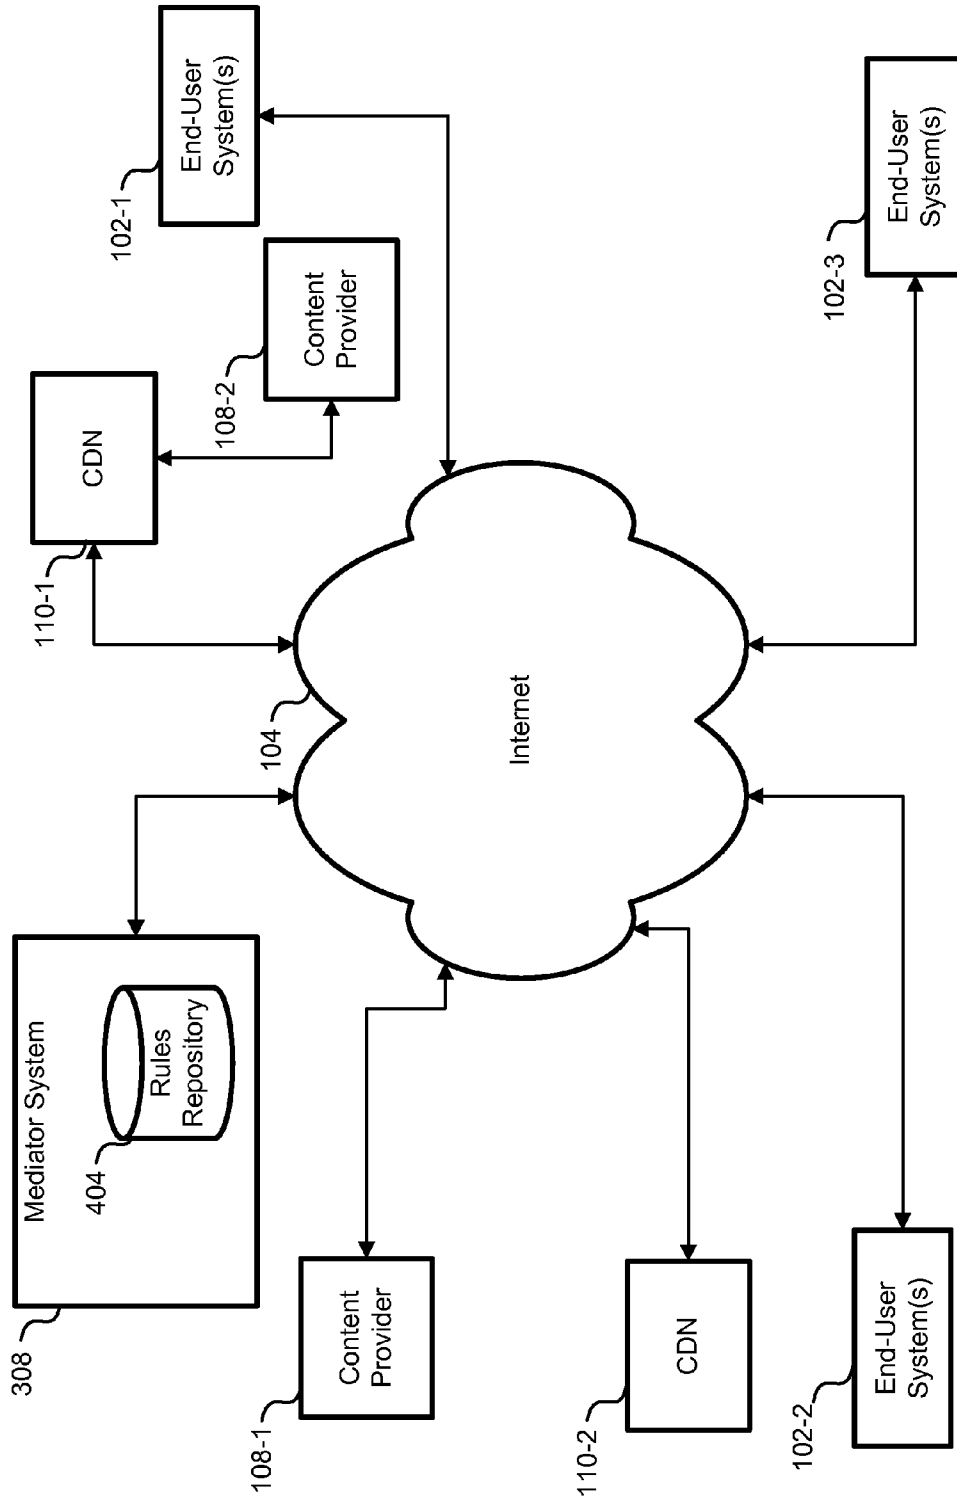 308
Mediator System
404
Rules
Repository
110-1
CDN
102-1
End-User
System(s)
108-2
Content
Provider
104
Internet
108-1
Content
Provider
110-2
CDN
102-2
End-User
System(s)
102-3
End-User
System(s)